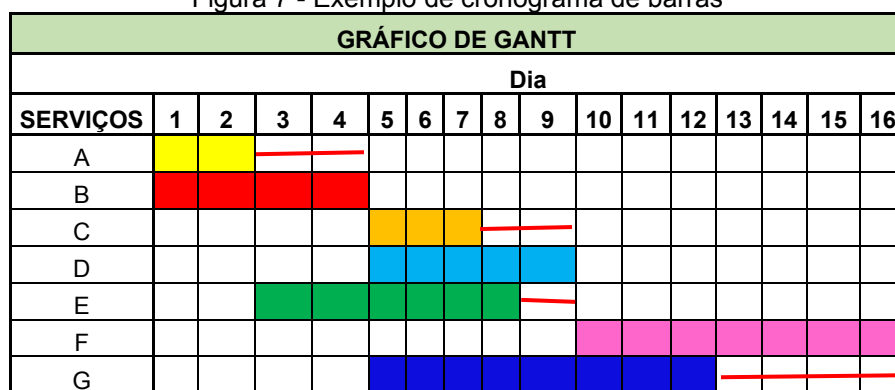 Figura 7 - Exemplo de cronograma de barras
GRÁFICO DE GANTT
Dia
SERVIÇOS 1 2 3 4 5 6 7 8 9 10 11 12 13 14 15 16
A
B
C
D
E
F
G